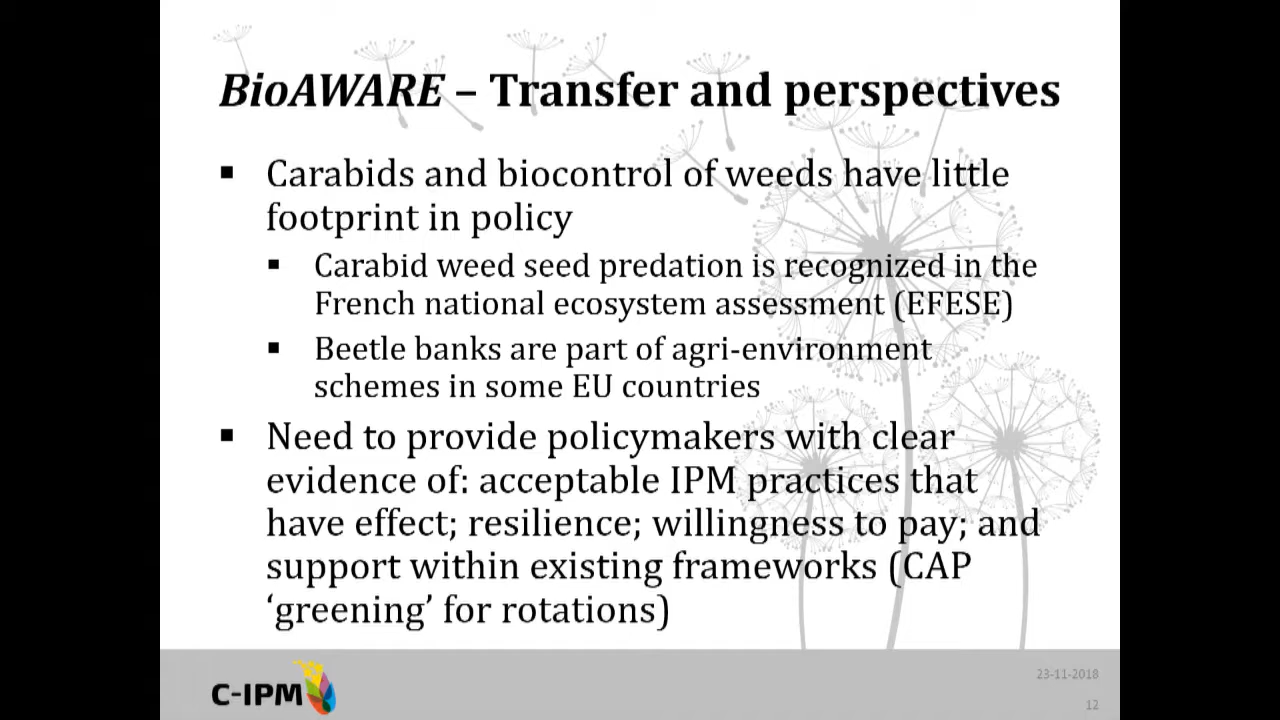 BioAWARE – Transfer and perspectives
▪ Carabids and biocontrol of weeds have little
footprint in policy
▪ Carabid weed seed predation is recognized in the
French national ecosystem assessment (EFESE)
▪ Beetle banks are part of agri-environment
schemes in some EU countries
▪ Need to provide policymakers with clear
evidence of: acceptable IPM practices that
have effect; resilience; willingness to pay; and
support within existing frameworks (CAP
‘greening’ for rotations)
C-IPM
23-11-2018
12